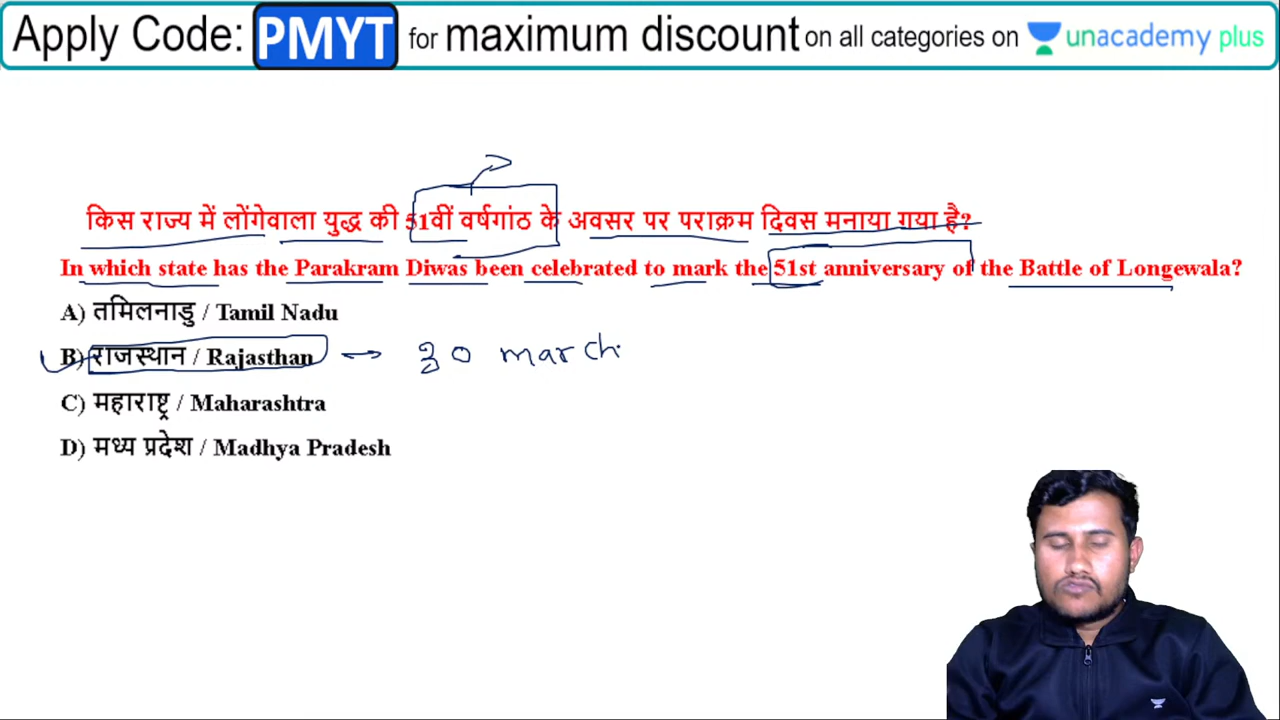 Apply Code: PMYT for maximum discount on all categories on unacademy plus
किस राज्य में लोंगेवाला युद्ध की 51वीं वर्षगांठ के अवसर पर पराक्रम दिवस मनाया गया है?
In which state has the Parakram Diwas been celebrated to mark the 51st anniversary of the Battle of Longewala?
A) तमिलनाडु / Tamil Nadu
B) राजस्थान / Rajasthan → 30 march
C) महाराष्ट्र / Maharashtra
D) मध्य प्रदेश / Madhya Pradesh